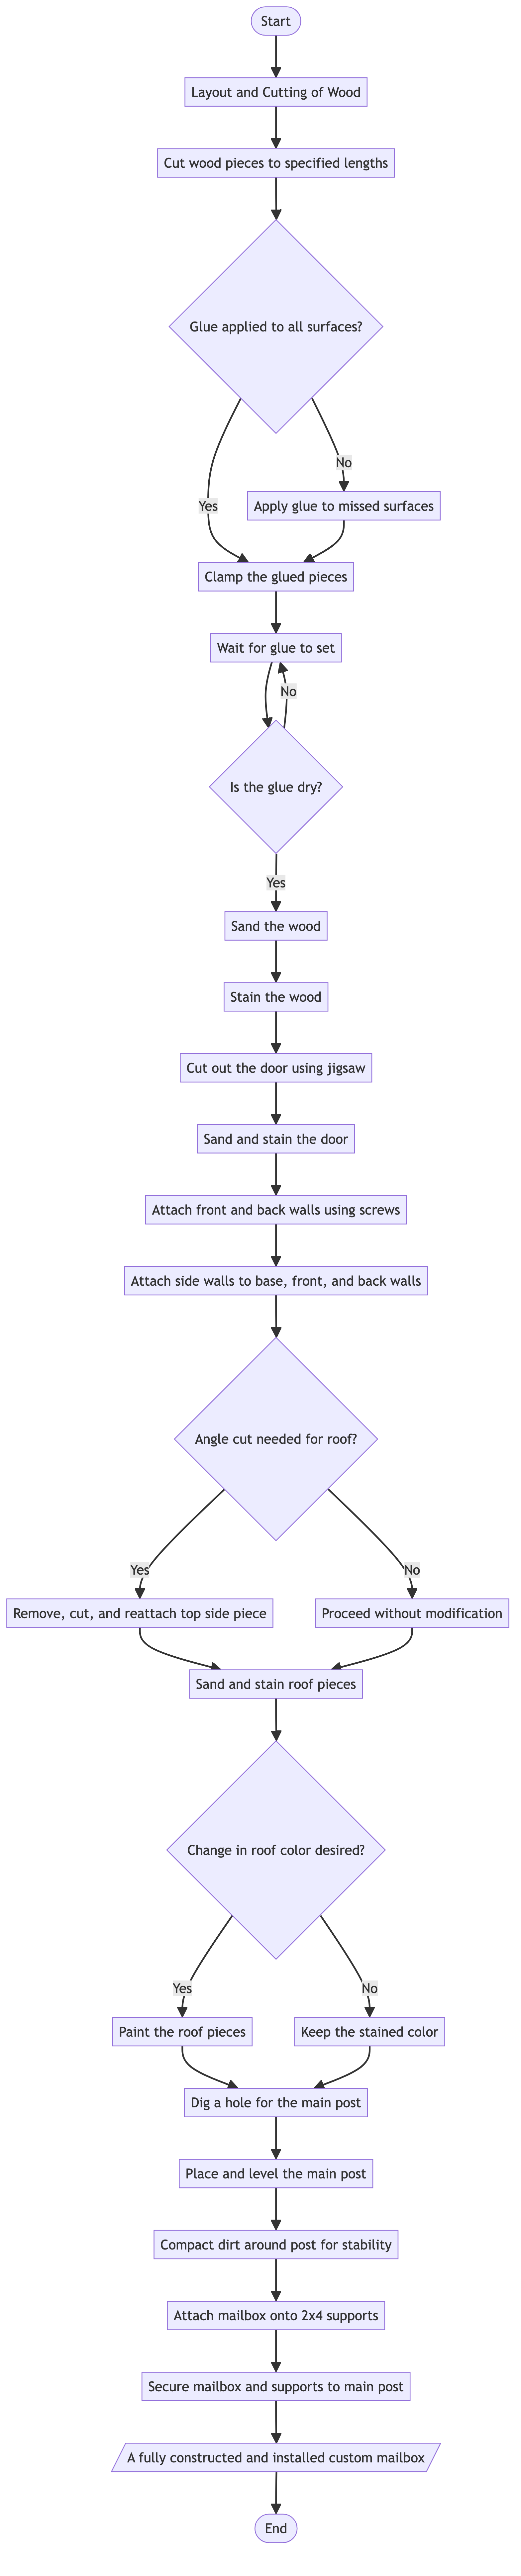 Start
Layout and Cutting of Wood
Cut wood pieces to specified lengths
Glue applied to all surfaces?
No
Yes
Apply glue to missed surfaces
Clamp the glued pieces
Wait for glue to set
No
Is the glue dry?
Yes
Sand the wood
Stain the wood
Cut out the door using jigsaw
Sand and stain the door
Attach front and back walls using screws
Attach side walls to base, front, and back walls
Angle cut needed for roof?
Yes
No
Remove, cut, and reattach top side piece
Proceed without modification
Sand and stain roof pieces
Change in roof color desired?
Yes
No
Paint the roof pieces
Keep the stained color
Dig a hole for the main post
Place and level the main post
Compact dirt around post for stability
Attach mailbox onto 2x4 supports
Secure mailbox and supports to main post
A fully constructed and installed custom mailbox
End